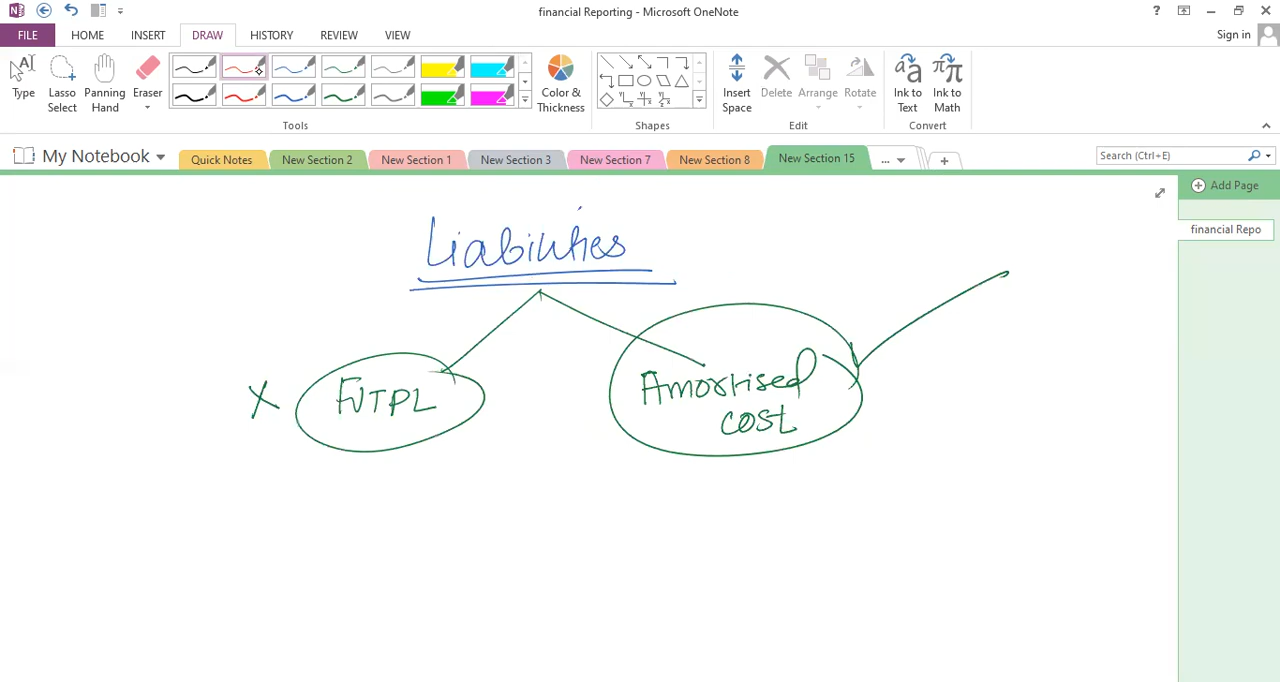 financial Reporting - Microsoft OneNote
?
FILE HOME INSERT DRAW HISTORY REVIEW VIEW Sign in
Type Lasso Select Panning Hand Eraser Color & Thickness Insert Space Delete Arrange Rotate Ink to Text Ink to Math
Tools Shapes Edit Convert
My Notebook Quick Notes New Section 2 New Section 1 New Section 3 New Section 7 New Section 8 New Section 15 ... Search (Ctrl+E)
Add Page
financial Repo
Liabilities
X FVTPL Amortised
cost